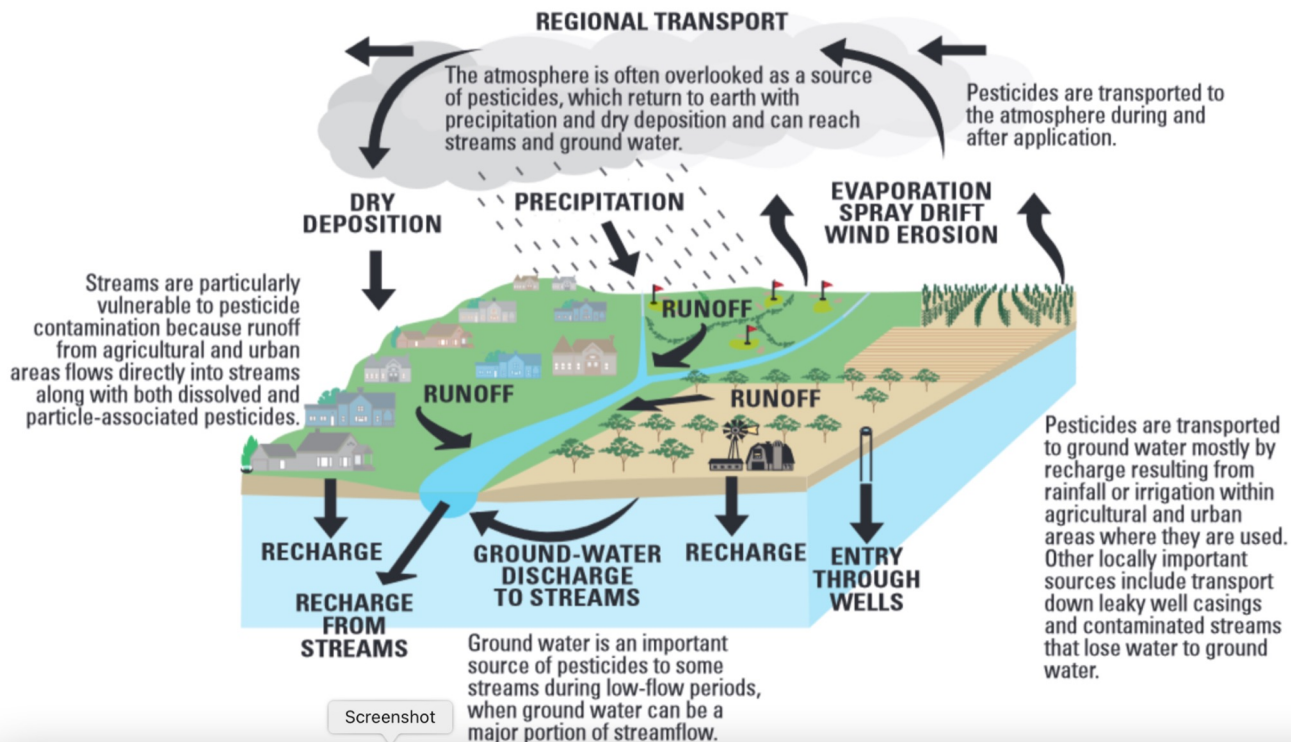 REGIONAL TRANSPORT
The atmosphere is often overlooked as a source
of pesticides, which return to earth with
precipitation and dry deposition and can reach
streams and ground water.
Pesticides are transported to
the atmosphere during and
after application.
DRY
DEPOSITION
PRECIPITATION
EVAPORATION
SPRAY DRIFT
WIND EROSION
Streams are particularly
vulnerable to pesticide
contamination because runoff
from agricultural and urban
areas flows directly into streams
along with both dissolved and
particle-associated pesticides.
RUNOFF
RUNOFF
RUNOFF
Pesticides are transported
to ground water mostly by
recharge resulting from
rainfall or irrigation within
agricultural and urban
areas where they are used.
Other locally important
sources include transport
down leaky well casings
and contaminated streams
that lose water to ground
water.
RECHARGE
RECHARGE
FROM
STREAMS
GROUND-WATER
DISCHARGE
TO STREAMS
RECHARGE
ENTRY
THROUGH
WELLS
Ground water is an important
source of pesticides to some
streams during low-flow periods,
when ground water can be a
major portion of streamflow.
Screenshot